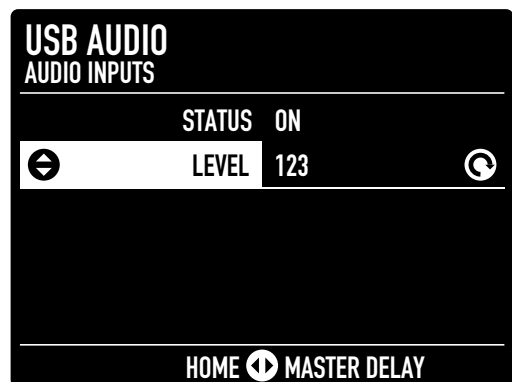 USB AUDIO
AUDIO INPUTS
STATUS ON
LEVEL 123
HOME MASTER DELAY